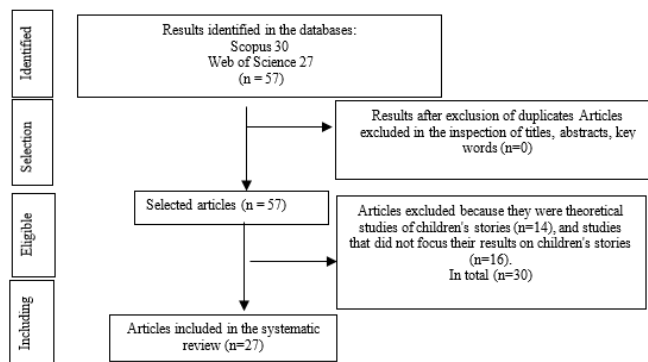 Identified
Results identified in the databases:
Scopus 30
Web of Science 27
(n = 57)
Selection
Results after exclusion of duplicates Articles
excluded in the inspection of titles, abstracts, key
words (n=0)
Eligible
Selected articles (n = 57)
Articles excluded because they were theoretical
studies of children's stories (n=14), and studies
that did not focus their results on children's stories
(n=16).
In total (n=30)
Including
Articles included in the systematic
review (n=27)